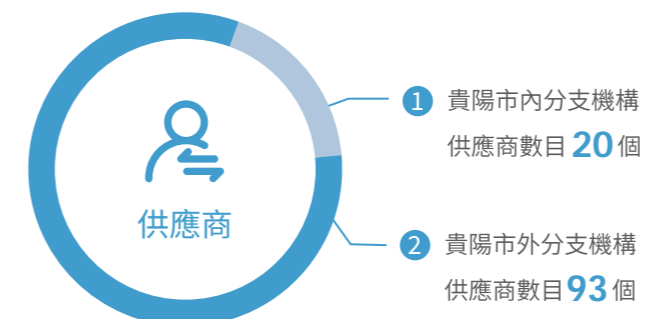 供應商
1 貴陽市內分支機構
供應商數目 20 個
2 貴陽市外分支機構
供應商數目 93 個